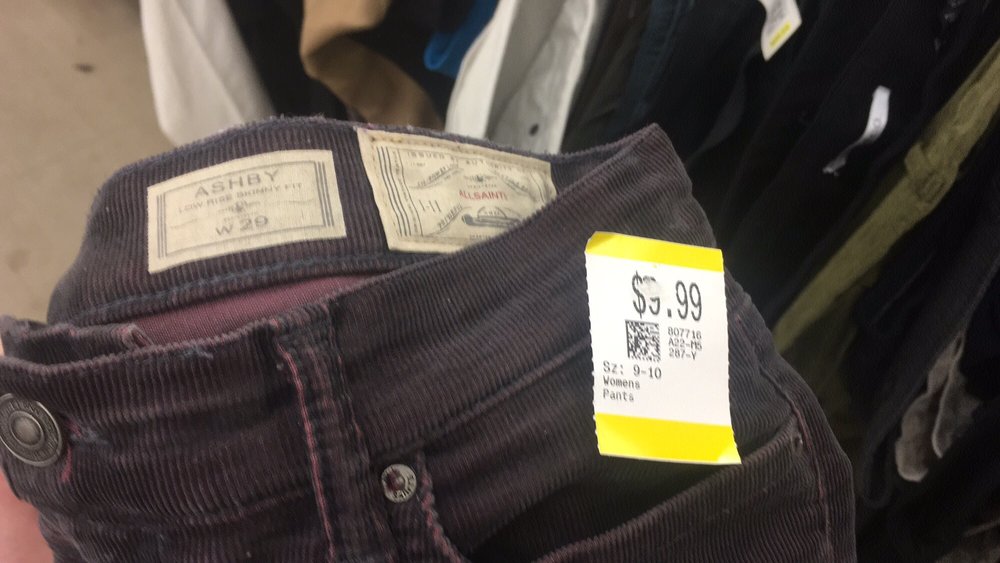 ASHBY
LOW RISE SKINNY FIT
W 29
ALLSAINTS
$9.99
807716
A22-M5
287-Y
Sz: 9-10
Womens
Pants